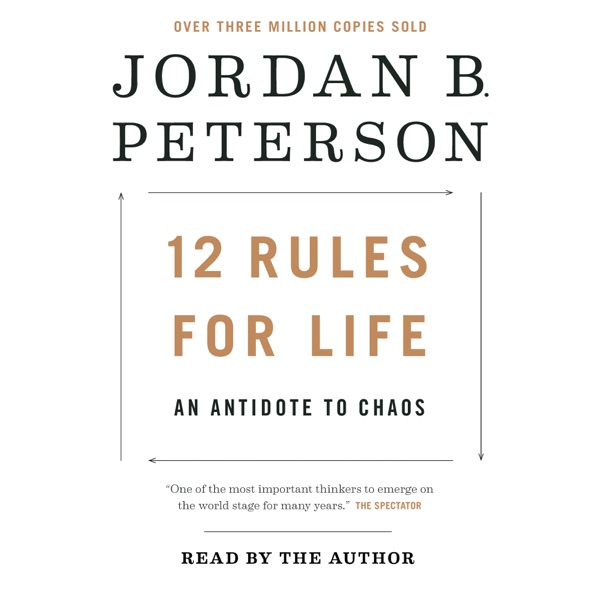 OVER THREE MILLION COPIES SOLD
JORDAN B.
PETERSON
12 RULES
FOR LIFE
AN ANTIDOTE TO CHAOS
“One of the most important thinkers to emerge on
the world stage for many years.” THE SPECTATOR
READ BY THE AUTHOR